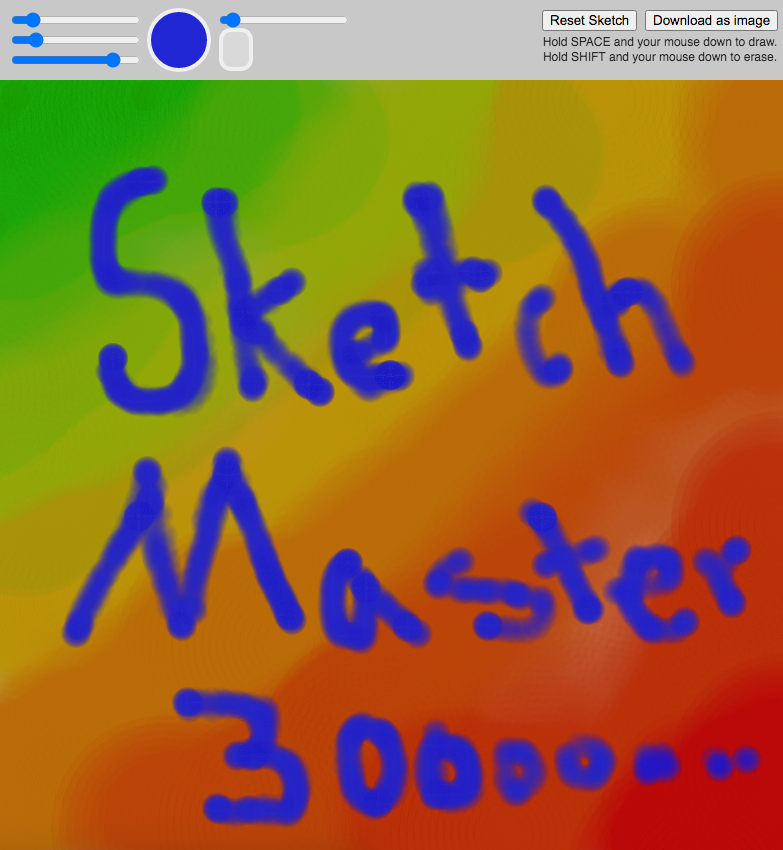 Reset Sketch Download as image
Hold SPACE and your mouse down to draw.
Hold SHIFT and your mouse down to erase.
Sketch
Master
30000...